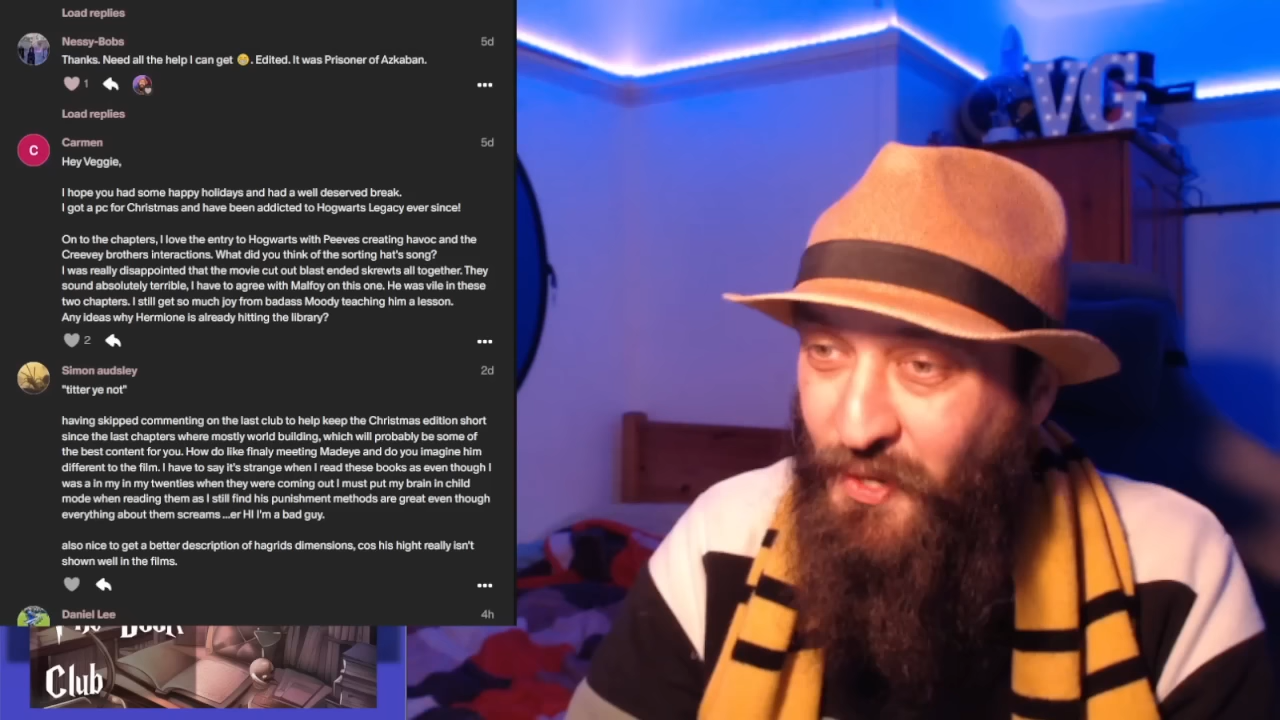 Load replies
Nessy-Bobs 5d
Thanks. Need all the help I can get 😁. Edited. It was Prisoner of Azkaban.
1
Load replies
C
Carmen 5d
Hey Veggie,
I hope you had some happy holidays and had a well deserved break.
I got a pc for Christmas and have been addicted to Hogwarts Legacy ever since!
On to the chapters, I love the entry to Hogwarts with Peeves creating havoc and the
Creevey brothers interactions. What did you think of the sorting hat's song?
I was really disappointed that the movie cut out blast ended skrewts all together. They
sound absolutely terrible, I have to agree with Malfoy on this one. He was vile in these
two chapters. I still get so much joy from badass Moody teaching him a lesson.
Any ideas why Hermione is already hitting the library?
2
Simon audsley 2d
"titter ye not"
having skipped commenting on the last club to help keep the Christmas edition short
since the last chapters where mostly world building, which will probably be some of
the best content for you. How do like finaly meeting Madeye and do you imagine him
different to the film. I have to say it's strange when I read these books as even though I
was a in my in my twenties when they were coming out I must put my brain in child
mode when reading them as I still find his punishment methods are great even though
everything about them screams ...er HI I'm a bad guy.
also nice to get a better description of hagrids dimensions, cos his hight really isn't
shown well in the films.
Daniel Lee 4h
The Book
Club
VG